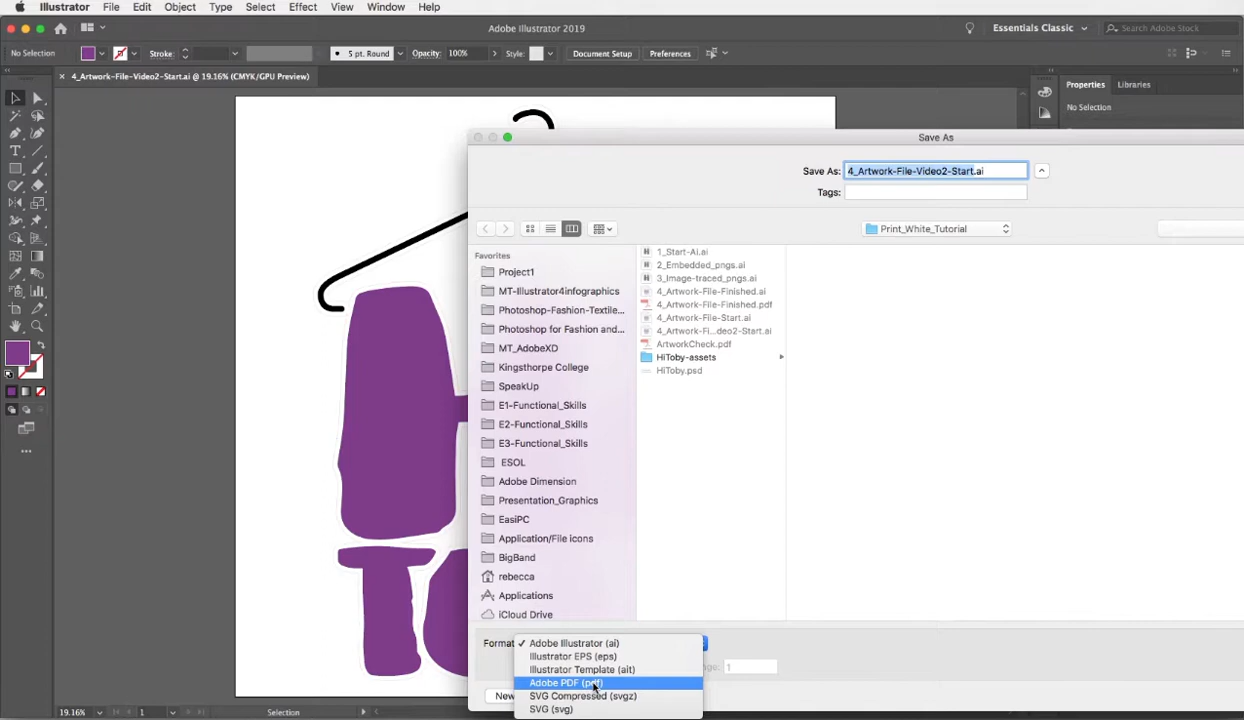 Illustrator File Edit Object Type Select Effect View Window Help
Adobe Illustrator 2019
Essentials Classic
Search Adobe Stock
No Selection
Stroke:
5 pt. Round
Opacity: 100%
Style:
Document Setup
Preferences
4_Artwork-File-Video2-Start.ai @ 19.16% (CMYK/GPU Preview)
Properties
Libraries
No Selection
Save As
Save As: 4_Artwork-File-Video2-Start.ai
Tags:
Print_White_Tutorial
Favorites
Project1
MT-Illustrator4infographics
Photoshop-Fashion-Textile...
Photoshop for Fashion and...
MT_AdobeXD
Kingsthorpe College
SpeakUp
E1-Functional_Skills
E2-Functional_Skills
E3-Functional_Skills
ESOL
Adobe Dimension
Presentation_Graphics
EasiPC
Application/File icons
BigBand
rebecca
Applications
iCloud Drive
1_Start-Ai.ai
2_Embedded_pngs.ai
3_Image-traced_pngs.ai
4_Artwork-File-Finished.ai
4_Artwork-File-Finished.pdf
4_Artwork-File-Start.ai
4_Artwork-Fi...deo2-Start.ai
ArtworkCheck.pdf
HiToby-assets
HiToby.psd
Format
Adobe Illustrator (ai)
Illustrator EPS (eps)
Illustrator Template (ait)
Adobe PDF (pdf)
SVG Compressed (svgz)
SVG (svg)
nge: 1
New
19.16%
1
Selection